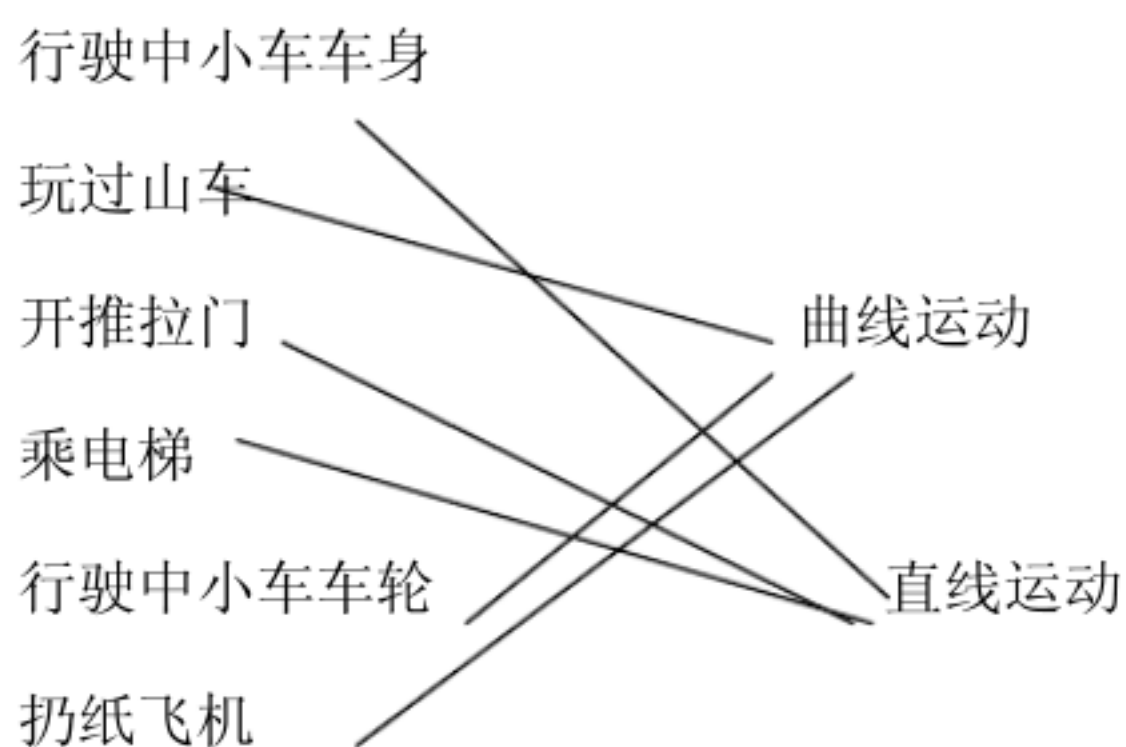 行驶中小车车身
玩过山车
开推拉门
曲线运动
乘电梯
行驶中小车车轮
直线运动
扔纸飞机